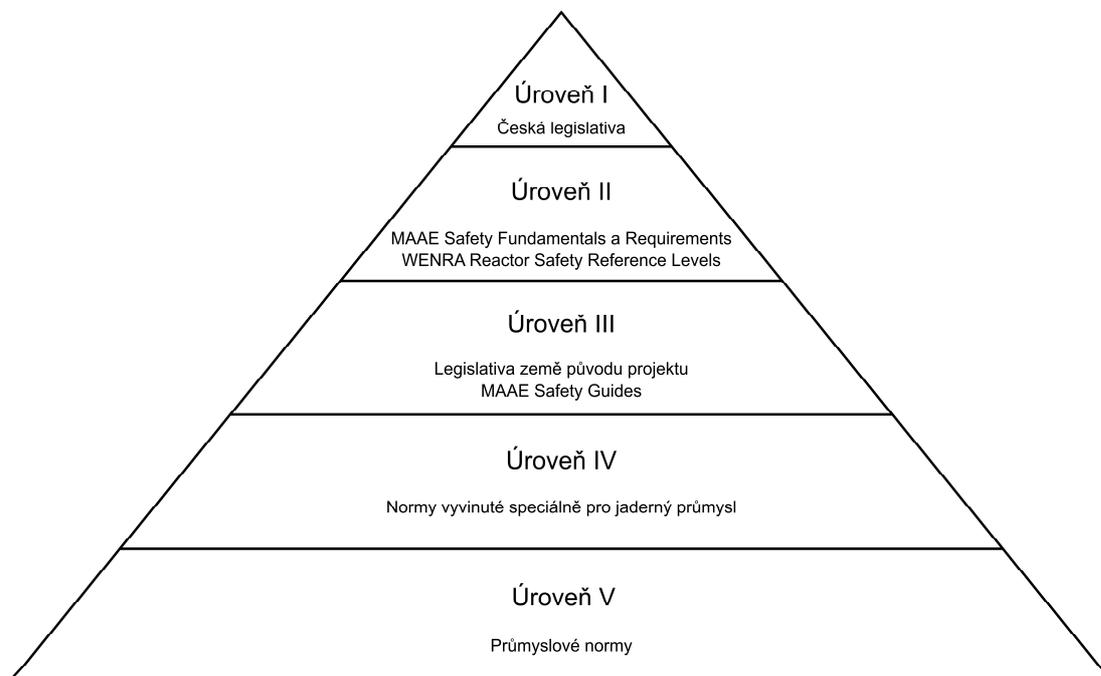 Úroveň I
Česká legislativa
Úroveň II
MAAE Safety Fundamentals a Requirements
WENRA Reactor Safety Reference Levels
Úroveň III
Legislativa země původu projektu
MAAE Safety Guides
Úroveň IV
Normy vyvinuté speciálně pro jaderný průmysl
Úroveň V
Průmyslové normy